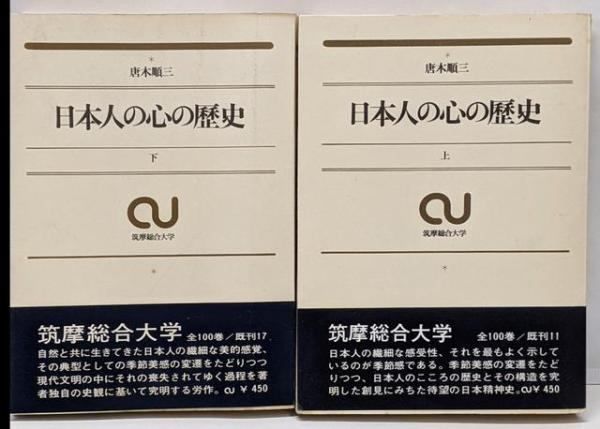 唐木順三
日本人の心の歴史
下
筑摩総合大学
筑摩総合大学 全100巻/既刊17
自然と共に生きてきた日本人の繊細な美的感覚、
その典型としての季節美感の変遷をたどりつつ
現代文明の中にそれの喪失されてゆく過程を著
者独自の史観に基いて究明する労作。 ¥450
唐木順三
日本人の心の歴史
上
筑摩総合大学
筑摩総合大学 全100巻/既刊11
日本人の繊細な感受性、それを最もよく示して
いるのが季節感である。季節美感の変遷をたど
りつつ、日本人のこころの歴史とその構造を究
明した創見にみちた待望の日本精神史。 ¥450